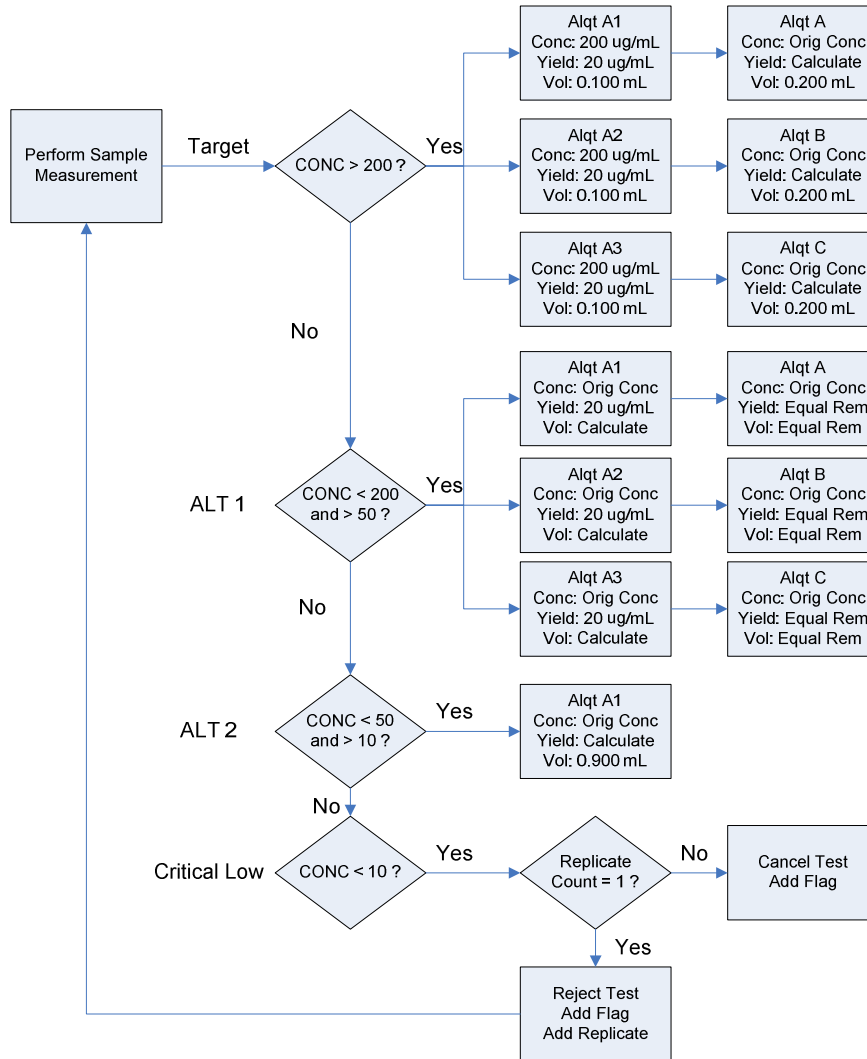 Alqt A1
Conc: 200 ug/mL
Yield: 20 ug/mL
Vol: 0.100 mL
Alqt A
Conc: Orig Conc
Yield: Calculate
Vol: 0.200 mL
Perform Sample
Measurement
Target
CONC > 200 ?
Yes
Alqt A2
Conc: 200 ug/mL
Yield: 20 ug/mL
Vol: 0.100 mL
Alqt B
Conc: Orig Conc
Yield: Calculate
Vol: 0.200 mL
Alqt A3
Conc: 200 ug/mL
Yield: 20 ug/mL
Vol: 0.100 mL
Alqt C
Conc: Orig Conc
Yield: Calculate
Vol: 0.200 mL
No
Alqt A1
Conc: Orig Conc
Yield: 20 ug/mL
Vol: Calculate
Alqt A
Conc: Orig Conc
Yield: Equal Rem
Vol: Equal Rem
ALT 1
CONC < 200
and > 50 ?
Yes
Alqt A2
Conc: Orig Conc
Yield: 20 ug/mL
Vol: Calculate
Alqt B
Conc: Orig Conc
Yield: Equal Rem
Vol: Equal Rem
Alqt A3
Conc: Orig Conc
Yield: 20 ug/mL
Vol: Calculate
Alqt C
Conc: Orig Conc
Yield: Equal Rem
Vol: Equal Rem
No
ALT 2
CONC < 50
and > 10 ?
Yes
Alqt A1
Conc: Orig Conc
Yield: Calculate
Vol: 0.900 mL
No
Critical Low
CONC < 10 ?
Yes
Replicate
Count = 1 ?
No
Cancel Test
Add Flag
Yes
Reject Test
Add Flag
Add Replicate